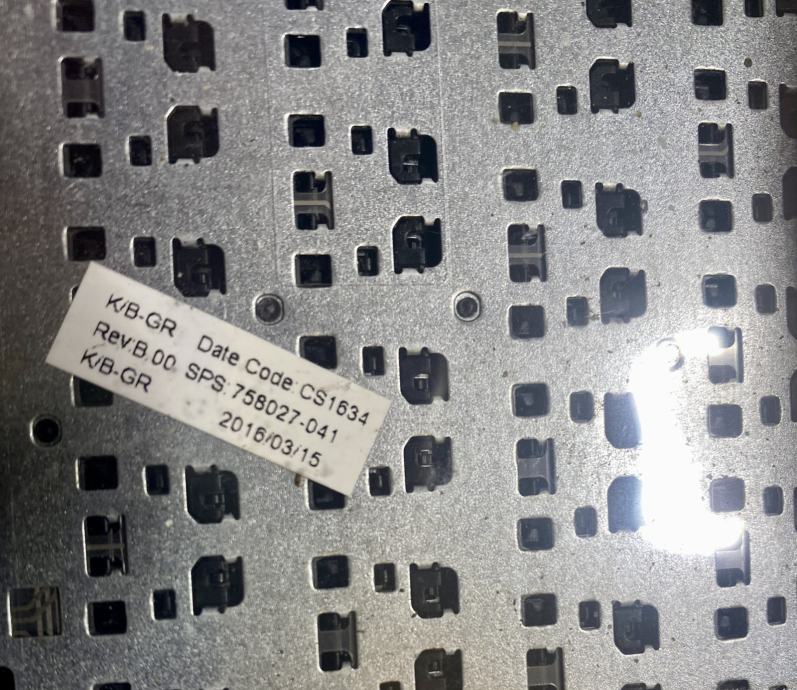 K/B-GR Date Code:CS1634
Rev:B.00 SPS:758027-041
K/B-GR 2016/03/15